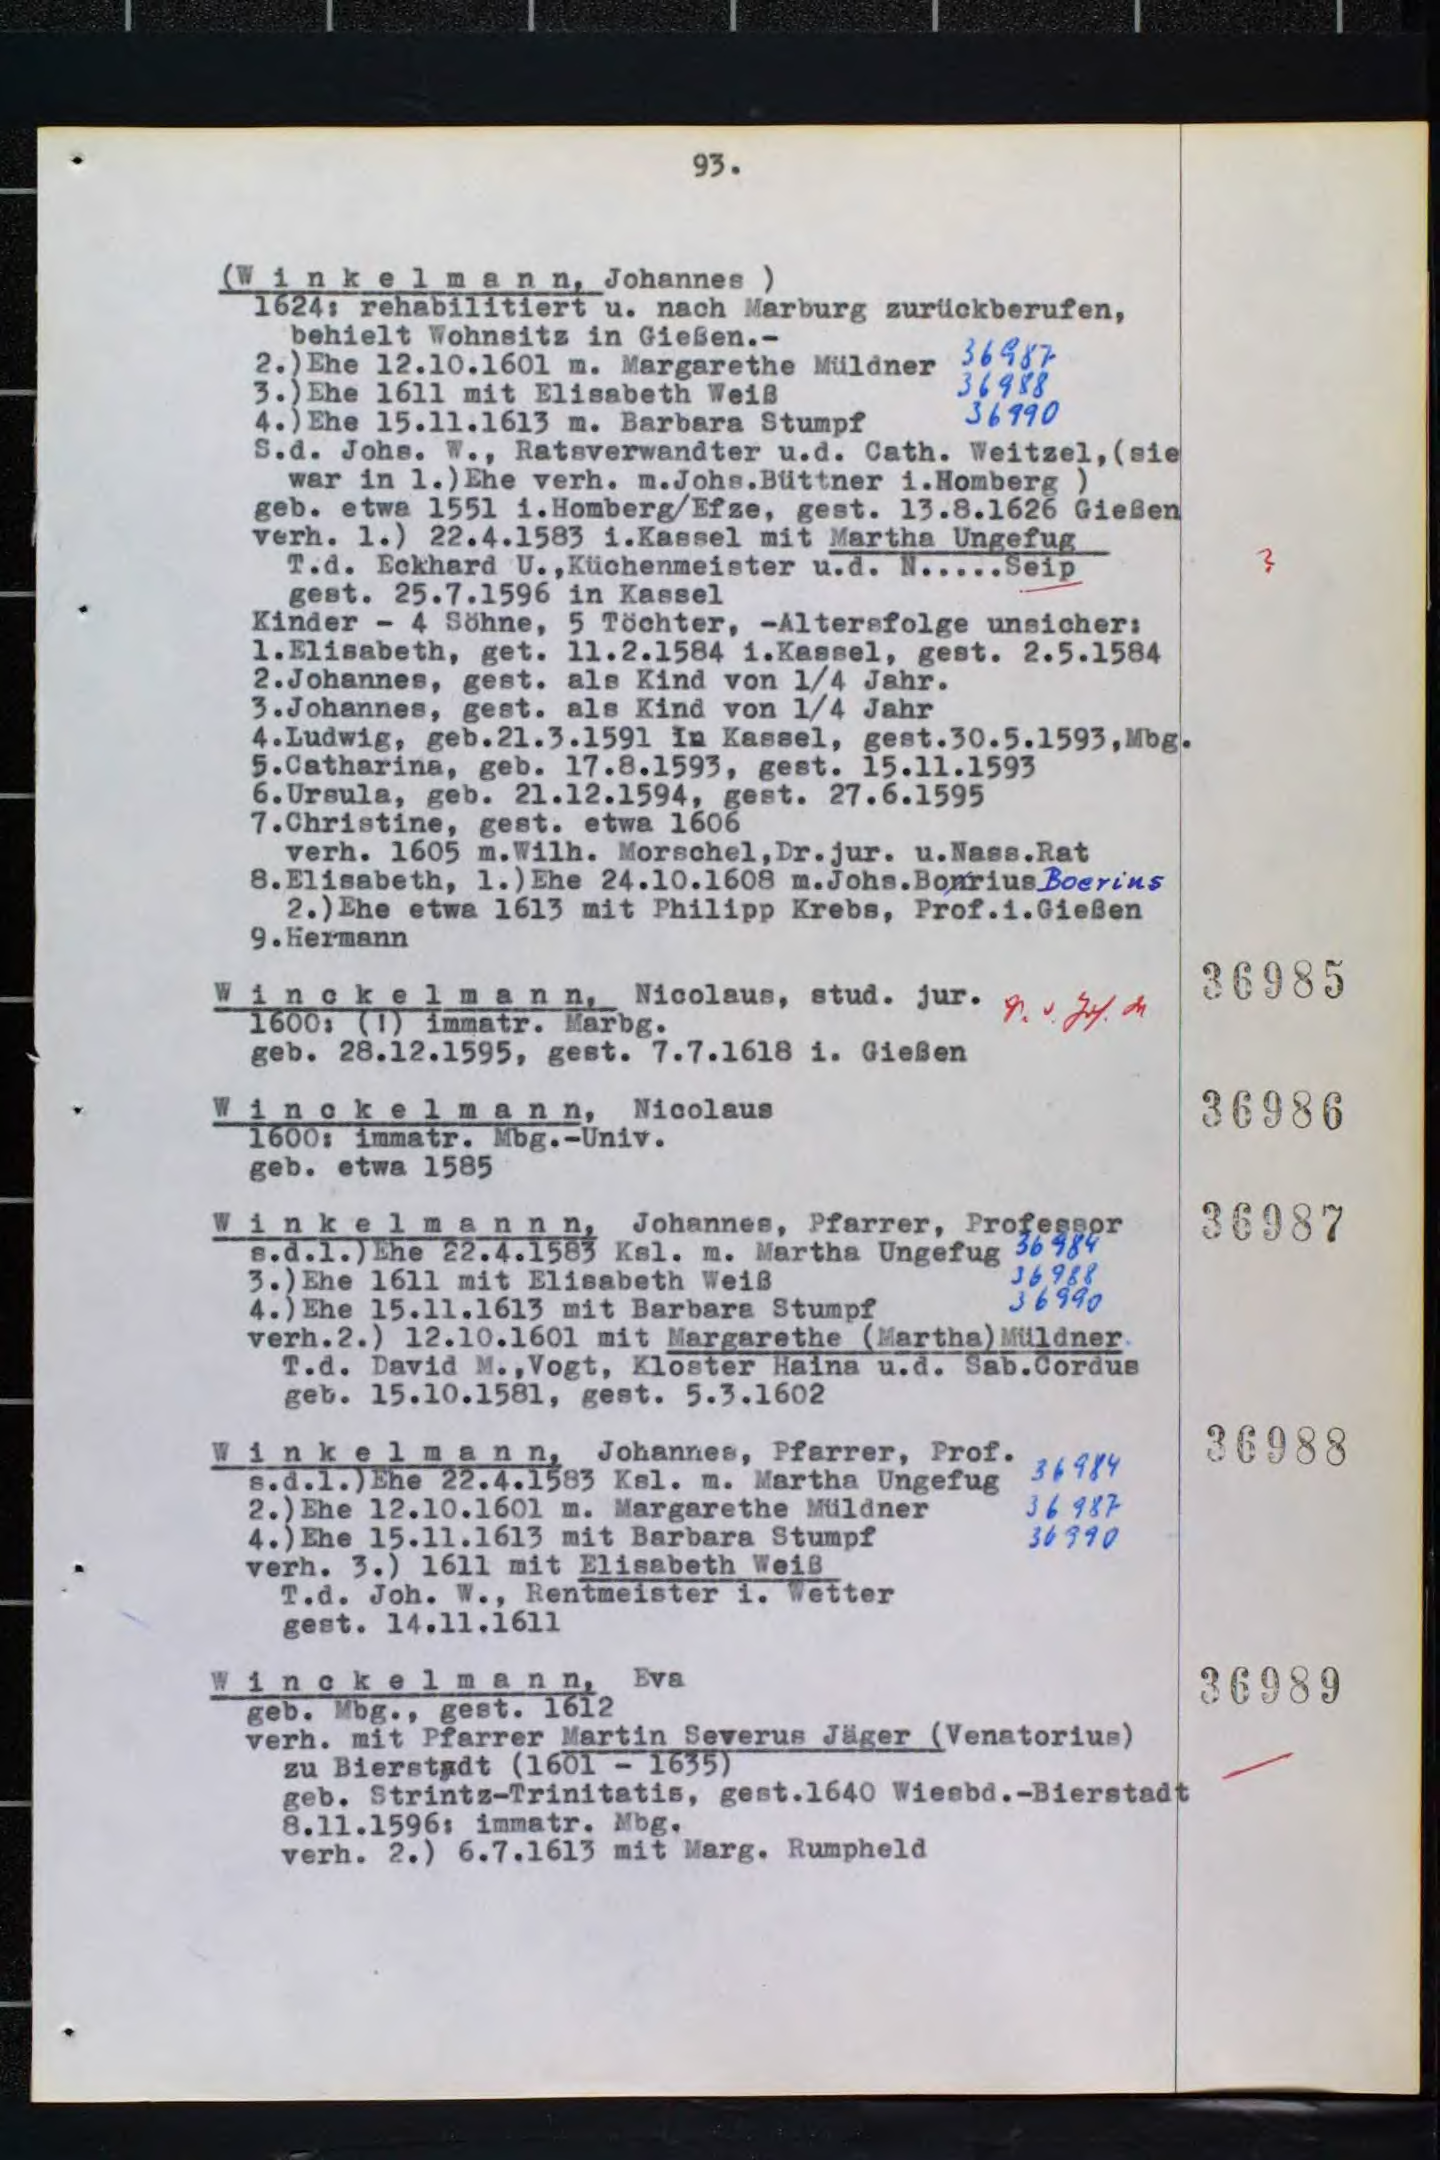 93.
(W i n k e l m a n n, Johannes )
1624: rehabilitiert u. nach Marburg zurückberufen,
behielt Wohnsitz in Gießen.-
2.)Ehe 12.10.1601 m. Margarethe Müldner 36987
3.)Ehe 1611 mit Elisabeth Weiß 36988
4.)Ehe 15.11.1613 m. Barbara Stumpf 36990
S.d. Johs. W., Ratsverwandter u.d. Cath. Weitzel,(sie
war in 1.)Ehe verh. m.Johs.Büttner i.Homberg )
geb. etwa 1551 i.Homberg/Efze, gest. 13.8.1626 Gießen
verh. 1.) 22.4.1583 i.Kassel mit Martha Ungefug
T.d. Eckhard U.,Küchenmeister u.d. N.....Seip ?
gest. 25.7.1596 in Kassel
Kinder - 4 Söhne, 5 Töchter, -Altersfolge unsicher:
1.Elisabeth, get. 11.2.1584 i.Kassel, gest. 2.5.1584
2.Johannes, gest. als Kind von 1/4 Jahr.
3.Johannes, gest. als Kind von 1/4 Jahr
4.Ludwig, geb.21.3.1591 in Kassel, gest.30.5.1593,Mbg.
5.Catharina, geb. 17.8.1593, gest. 15.11.1593
6.Ursula, geb. 21.12.1594, gest. 27.6.1595
7.Christine, gest. etwa 1606
verh. 1605 m.Wilh. Morschel,Dr.jur. u.Nass.Rat
8.Elisabeth, 1.)Ehe 24.10.1608 m.Johs. Boerius
2.)Ehe etwa 1613 mit Philipp Krebs, Prof.i.Gießen
9.Hermann
W i n c k e l m a n n, Nicolaus, stud. jur. 36985
1600: (!) immatr. Marbg.
geb. 28.12.1595, gest. 7.7.1618 i. Gießen
W i n c k e l m a n n, Nicolaus 36986
1600: immatr. Mbg.-Univ.
geb. etwa 1585
W i n k e l m a n n n, Johannes, Pfarrer, Professor 36987
s.d.1.)Ehe 22.4.1583 Ksl. m. Martha Ungefug 36984
3.)Ehe 1611 mit Elisabeth Weiß 36988
4.)Ehe 15.11.1613 mit Barbara Stumpf 36990
verh.2.) 12.10.1601 mit Margarethe (Martha)Müldner
T.d. David M.,Vogt, Kloster Haina u.d. Sab.Cordus
geb. 15.10.1581, gest. 5.3.1602
W i n k e l m a n n, Johannes, Pfarrer, Prof. 36988
s.d.1.)Ehe 22.4.1583 Ksl. m. Martha Ungefug 36984
2.)Ehe 12.10.1601 m. Margarethe Müldner 36987
4.)Ehe 15.11.1613 mit Barbara Stumpf 36990
verh. 3.) 1611 mit Elisabeth Weiß
T.d. Joh. W., Rentmeister i. Wetter
gest. 14.11.1611
W i n c k e l m a n n, Eva 36989
geb. Mbg., gest. 1612
verh. mit Pfarrer Martin Severus Jäger (Venatorius)
zu Bierstadt (1601 - 1635)
geb. Strintz-Trinitatis, gest.1640 Wiesbd.-Bierstadt
8.11.1596: immatr. Mbg.
verh. 2.) 6.7.1613 mit Marg. Rumpheld